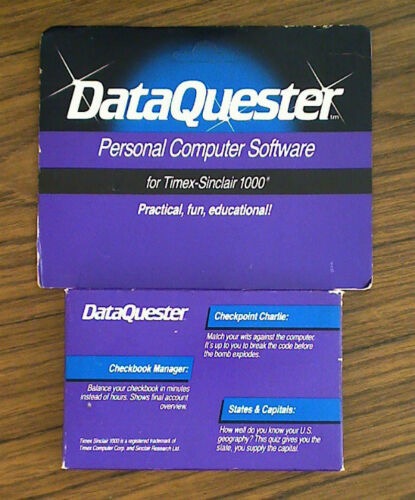 DataQuester™
Personal Computer Software
for Timex-Sinclair 1000®
Practical, fun, educational!
DataQuester
Checkpoint Charlie:
Match your wits against the computer.
It's up to you to break the code before
the bomb explodes.
Checkbook Manager:
Balance your checkbook in minutes
instead of hours. Shows final account
overview.
States & Capitals:
How well do you know your U.S.
geography? This quiz gives you the
state, you supply the capital.
Timex Sinclair 1000 is a registered trademark of
Timex Computer Corp. and Sinclair Research Ltd.